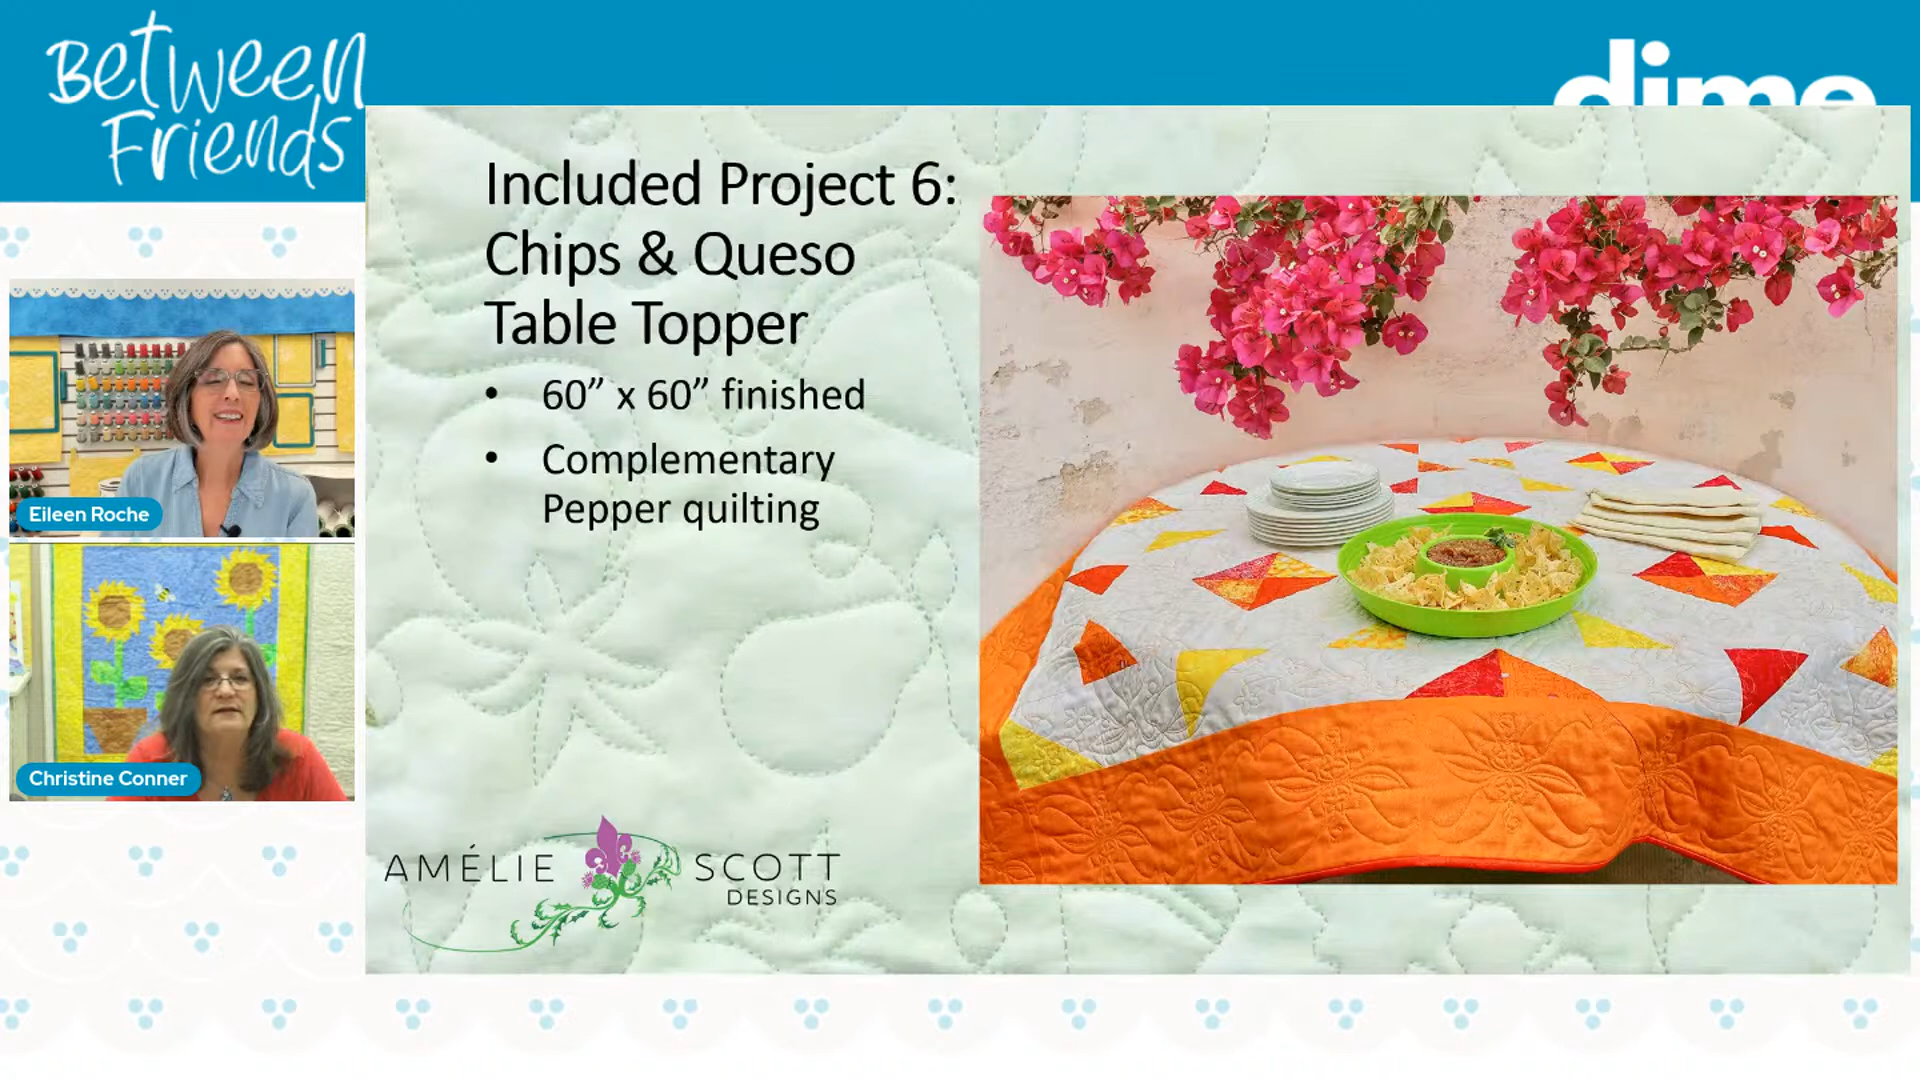 Between
Friends
dime
Included Project 6:
Chips & Queso
Table Topper
• 60” x 60” finished
• Complementary
Pepper quilting
Eileen Roche
Christine Conner
AMÉLIE SCOTT
DESIGNS